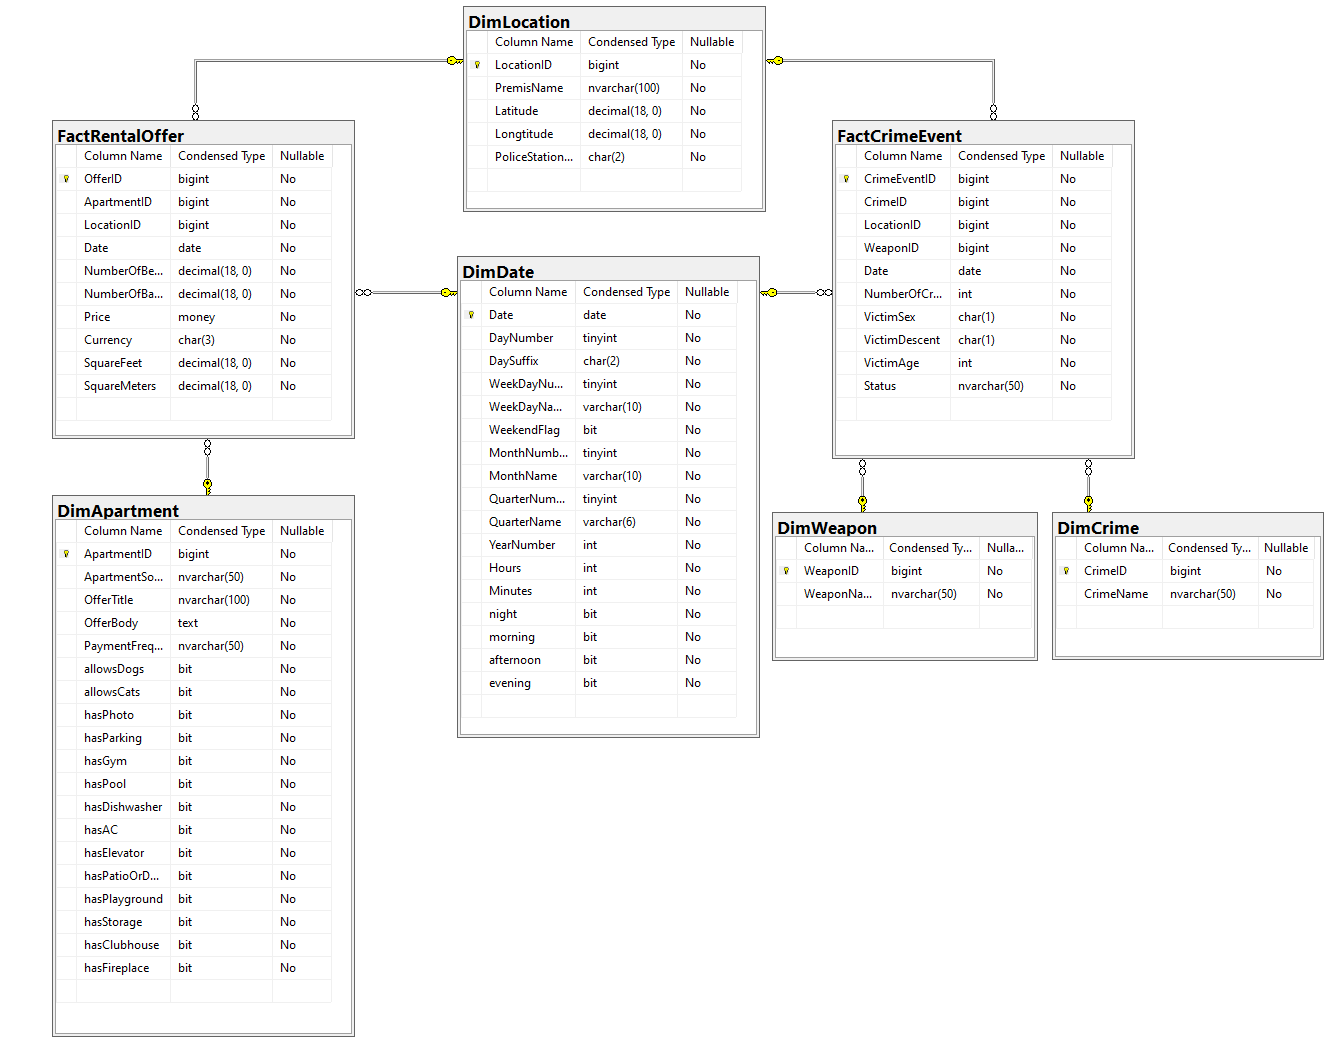 DimLocation
Column Name Condensed Type Nullable
LocationID bigint No
PremisName nvarchar(100) No
Latitude decimal(18, 0) No
Longtitude decimal(18, 0) No
PoliceStation... char(2) No
FactRentalOffer
Column Name Condensed Type Nullable
OfferID bigint No
ApartmentID bigint No
LocationID bigint No
Date date No
NumberOfBe... decimal(18, 0) No
NumberOfBa... decimal(18, 0) No
Price money No
Currency char(3) No
SquareFeet decimal(18, 0) No
SquareMeters decimal(18, 0) No
FactCrimeEvent
Column Name Condensed Type Nullable
CrimeEventID bigint No
CrimeID bigint No
LocationID bigint No
WeaponID bigint No
Date date No
NumberOfCr... int No
VictimSex char(1) No
VictimDescent char(1) No
VictimAge int No
Status nvarchar(50) No
DimDate
Column Name Condensed Type Nullable
Date date No
DayNumber tinyint No
DaySuffix char(2) No
WeekDayNu... tinyint No
WeekDayNa... varchar(10) No
WeekendFlag bit No
MonthNumb... tinyint No
MonthName varchar(10) No
QuarterNum... tinyint No
QuarterName varchar(6) No
YearNumber int No
Hours int No
Minutes int No
night bit No
morning bit No
afternoon bit No
evening bit No
DimApartment
Column Name Condensed Type Nullable
ApartmentID bigint No
ApartmentSo... nvarchar(50) No
OfferTitle nvarchar(100) No
OfferBody text No
PaymentFreq... nvarchar(50) No
allowsDogs bit No
allowsCats bit No
hasPhoto bit No
hasParking bit No
hasGym bit No
hasPool bit No
hasDishwasher bit No
hasAC bit No
hasElevator bit No
hasPatioOrD... bit No
hasPlayground bit No
hasStorage bit No
hasClubhouse bit No
hasFireplace bit No
DimWeapon
Column Na... Condensed Ty... Nulla...
WeaponID bigint No
WeaponNa... nvarchar(50) No
DimCrime
Column Na... Condensed Ty... Nullable
CrimeID bigint No
CrimeName nvarchar(50) No